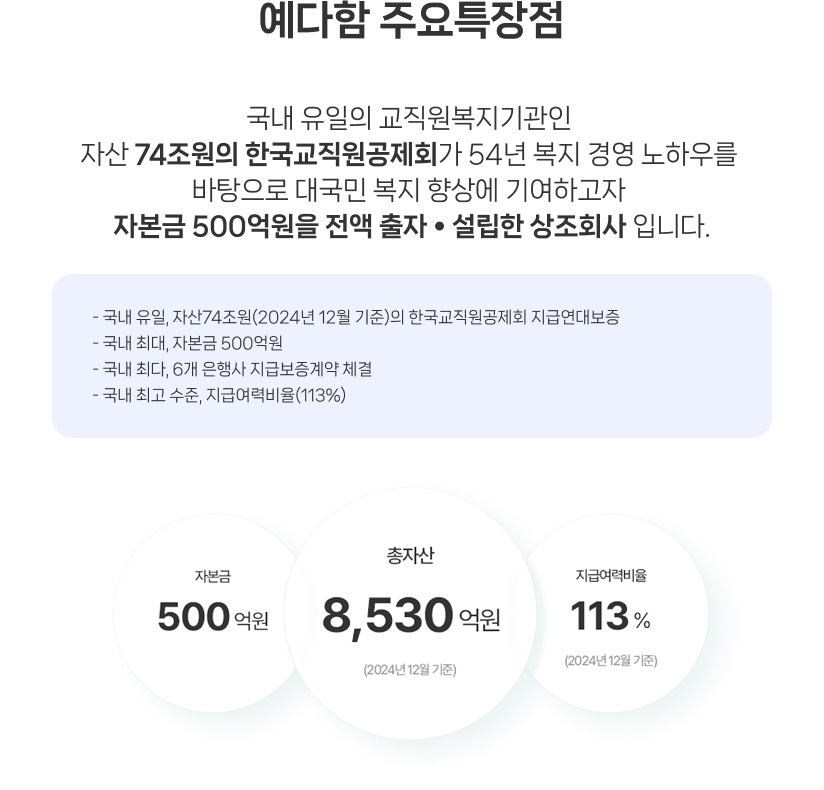 예다함 주요특장점
국내 유일의 교직원복지기관인
자산 74조원의 한국교직원공제회가 54년 복지 경영 노하우를
바탕으로 대국민 복지 향상에 기여하고자
자본금 500억원을 전액 출자 • 설립한 상조회사 입니다.
- 국내 유일, 자산74조원(2024년 12월 기준)의 한국교직원공제회 지급연대보증
- 국내 최대, 자본금 500억원
- 국내 최다, 6개 은행사 지급보증계약 체결
- 국내 최고 수준, 지급여력비율(113%)
자본금
500 억원
총자산
8,530 억원
(2024년 12월 기준)
지급여력비율
113 %
(2024년 12월 기준)